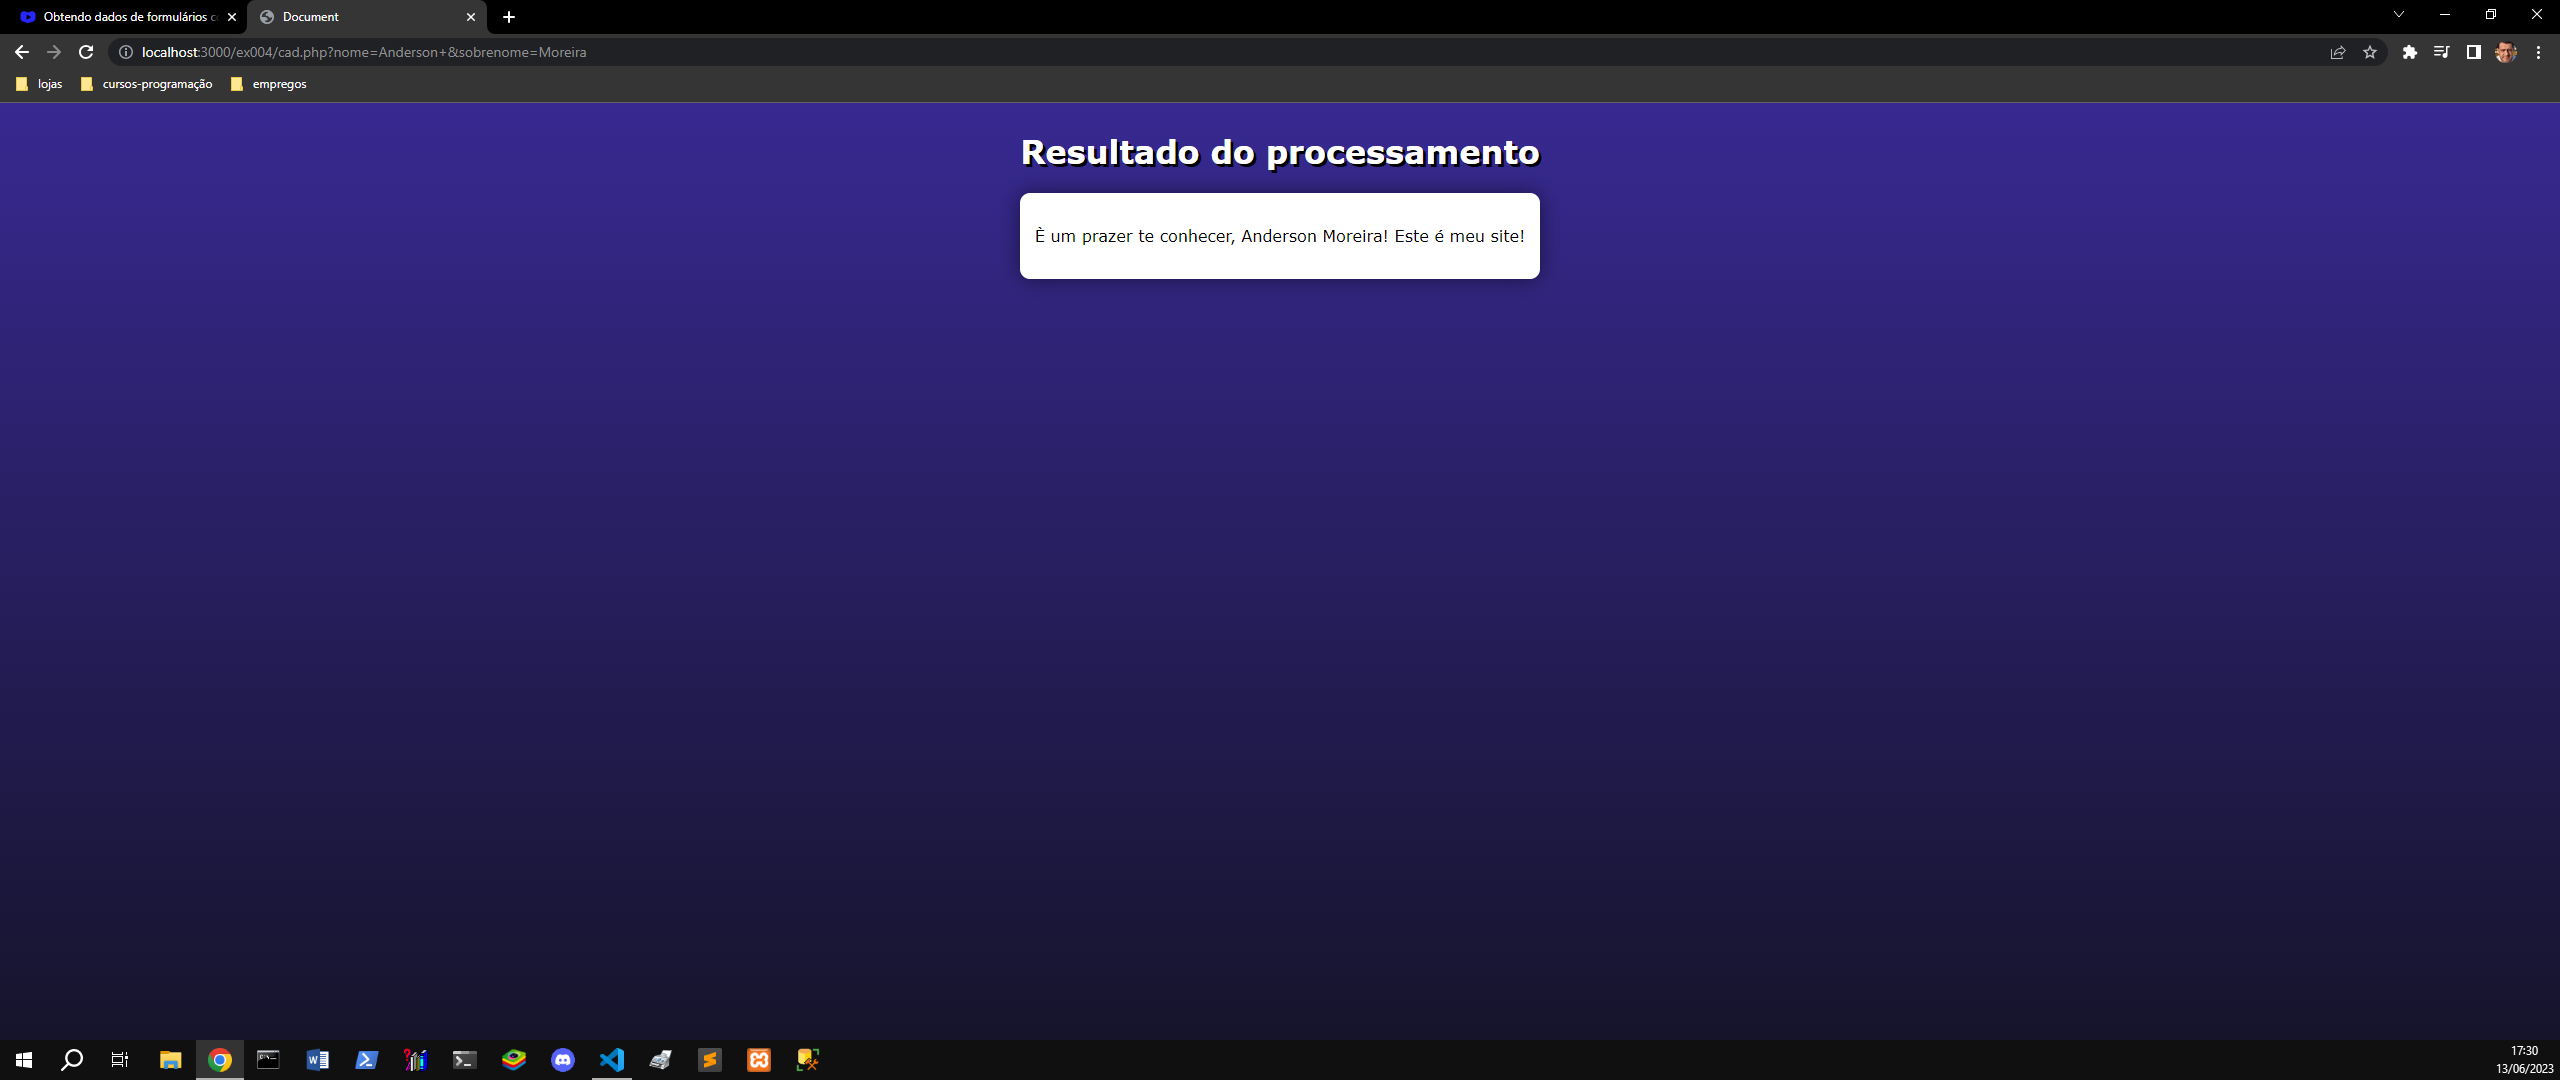 Obtendo dados de formulários co
Document
localhost:3000/ex004/cad.php?nome=Anderson+&sobrenome=Moreira
lojas
cursos-programação
empregos
Resultado do processamento
È um prazer te conhecer, Anderson Moreira! Este é meu site!
17:30
13/06/2023